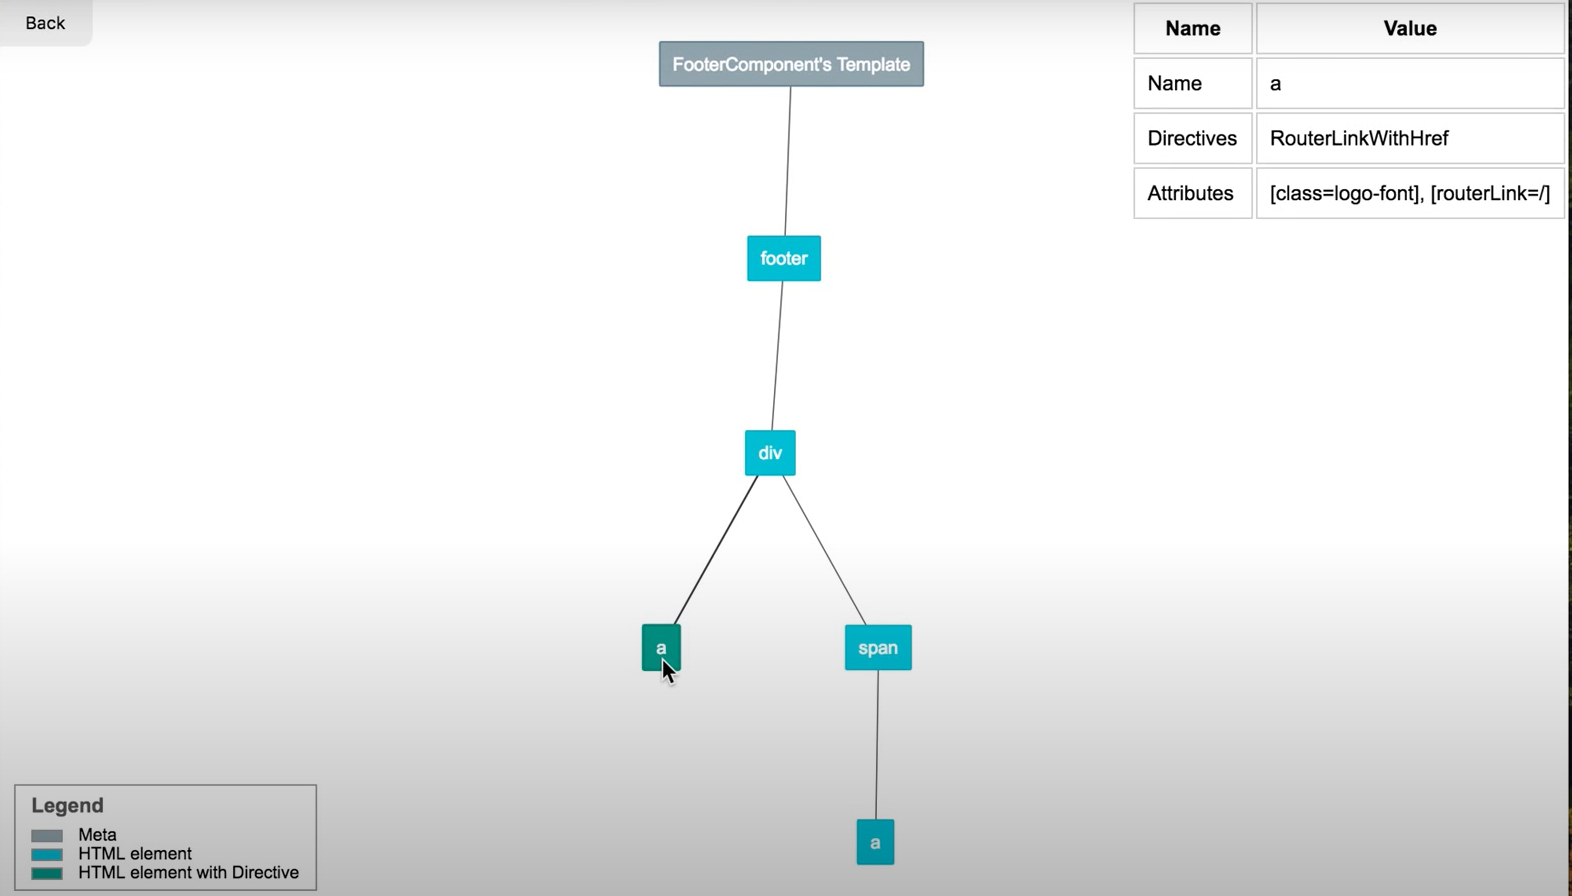 Back
FooterComponent's Template
footer
div
a
span
a
Name Value
Name a
Directives RouterLinkWithHref
Attributes [class=logo-font], [routerLink=/]
Legend
Meta
HTML element
HTML element with Directive